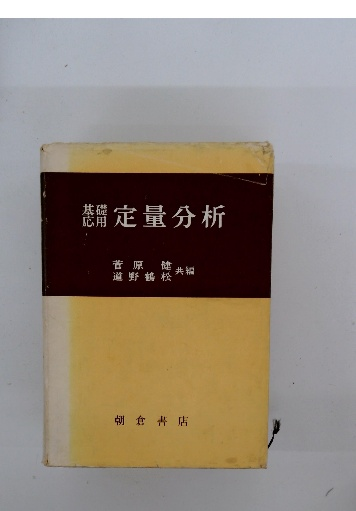 基礎
応用 定量分析
菅原健
道野鶴松 共編
朝倉書店